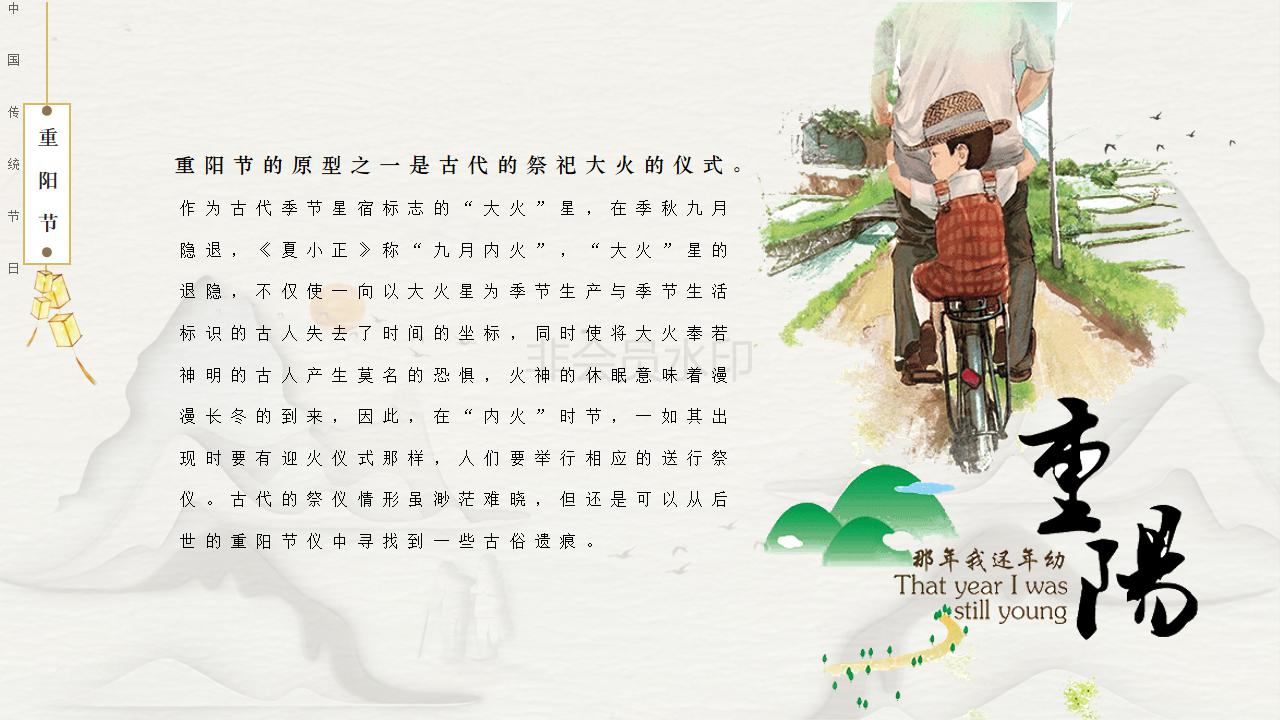 中国传统节日
重阳节
重阳节的原型之一是古代的祭祀大火的仪式。
作为古代季节星宿标志的“大火”星，在季秋九月
隐退，《夏小正》称“九月内火”，“大火”星的
退隐，不仅使一向以大火星为季节生产与季节生活
标识的古人失去了时间的坐标，同时使将大火奉若
神明的古人产生莫名的恐惧，火神的休眠意味着漫
漫长冬的到来，因此，在“内火”时节，一如其出
现时要有迎火仪式那样，人们要举行相应的送行祭
仪。古代的祭仪情形虽渺茫难晓，但还是可以从后
世的重阳节仪中寻找到一些古俗遗痕。
非会员水印
重陽
那年我还年幼
That year I was
still young